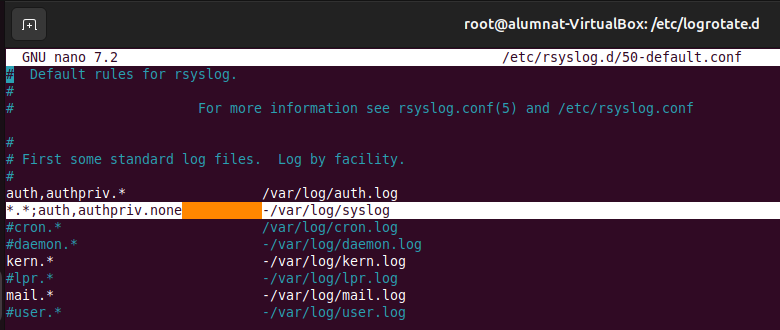 root@alumnat-VirtualBox: /etc/logrotate.d
GNU nano 7.2 /etc/rsyslog.d/50-default.conf
# Default rules for rsyslog.
#
# For more information see rsyslog.conf(5) and /etc/rsyslog.conf
#
# First some standard log files. Log by facility.
#
auth,authpriv.* /var/log/auth.log
*.*;auth,authpriv.none -/var/log/syslog
#cron.* /var/log/cron.log
#daemon.* -/var/log/daemon.log
kern.* -/var/log/kern.log
#lpr.* -/var/log/lpr.log
mail.* -/var/log/mail.log
#user.* -/var/log/user.log